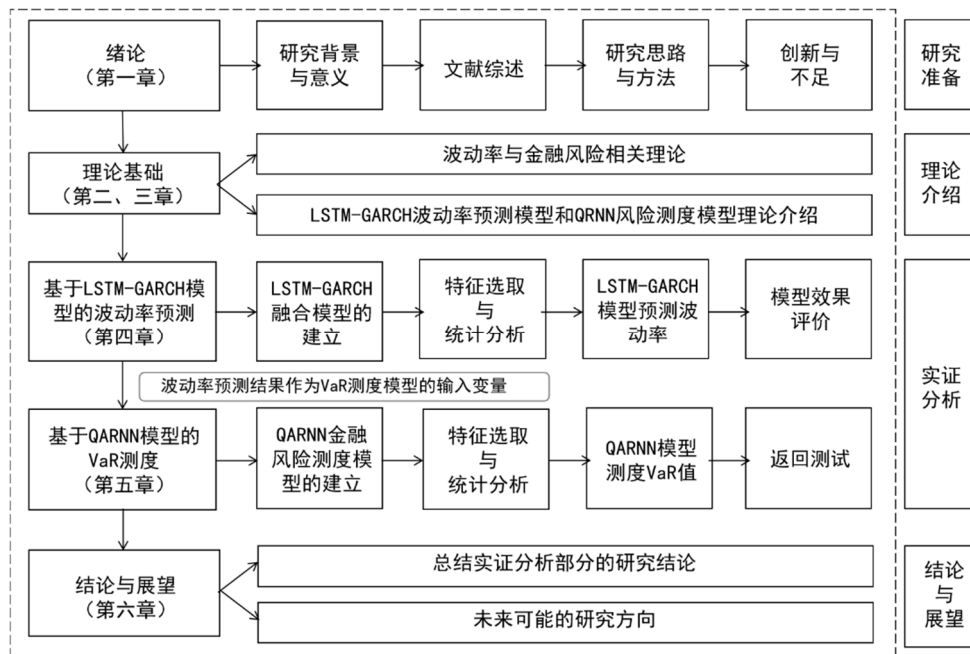 绪论
（第一章）
研究背景
与意义
文献综述
研究思路
与方法
创新与
不足
研究
准备
理论基础
（第二、三章）
波动率与金融风险相关理论
LSTM-GARCH波动率预测模型和QRNN风险测度模型理论介绍
理论
介绍
基于LSTM-GARCH模
型的波动率预测
（第四章）
LSTM-GARCH
融合模型的
建立
特征选取
与
统计分析
LSTM-GARCH
模型预测波
动率
模型效果
评价
实证
分析
波动率预测结果作为VaR测度模型的输入变量
基于QARNN模型的
VaR测度
（第五章）
QARNN金融
风险测度模
型的建立
特征选取
与
统计分析
QARNN模型
测度VaR值
返回测试
结论与展望
（第六章）
总结实证分析部分的研究结论
未来可能的研究方向
结论
与
展望